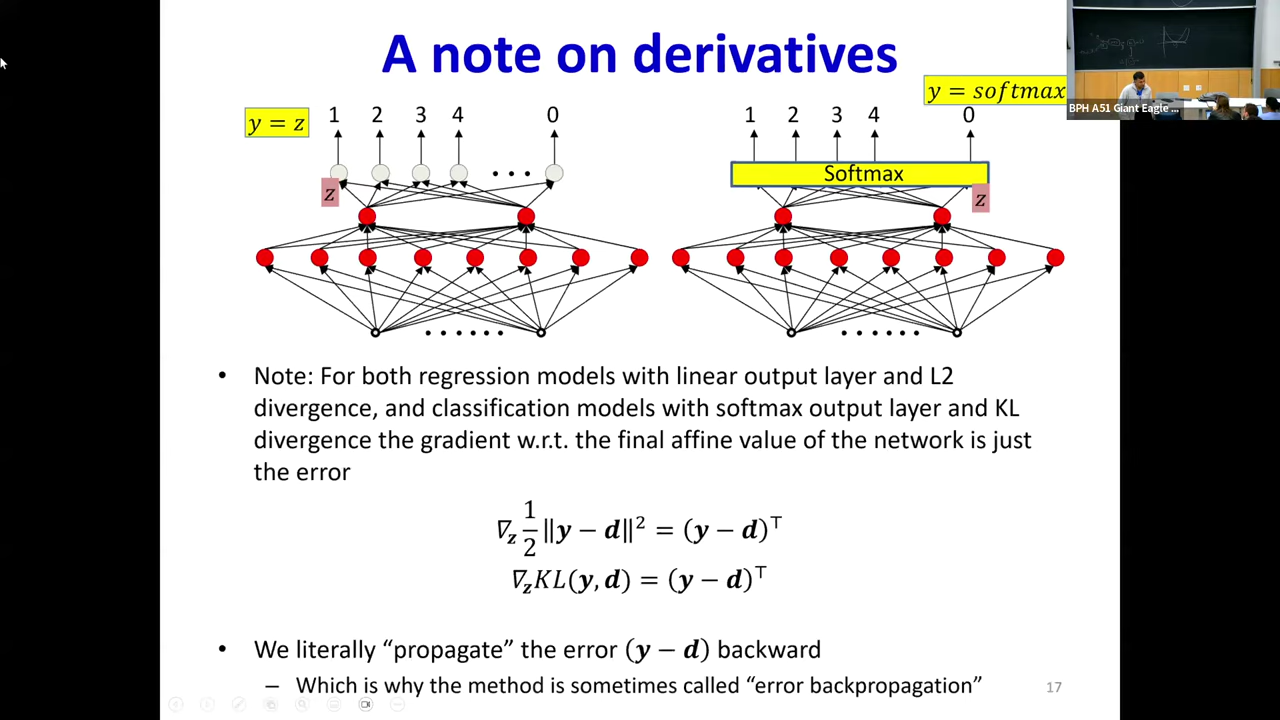 A note on derivatives
y = softmax
BPH A51 Giant Eagle ...
y = z
1 2 3 4 0
1 2 3 4 0
Softmax
z
z
• Note: For both regression models with linear output layer and L2
divergence, and classification models with softmax output layer and KL
divergence the gradient w.r.t. the final affine value of the network is just
the error
∇z 1/2 ‖y − d‖² = (y − d)⊤
∇zKL(y, d) = (y − d)⊤
• We literally “propagate” the error (y − d) backward
– Which is why the method is sometimes called “error backpropagation”
17